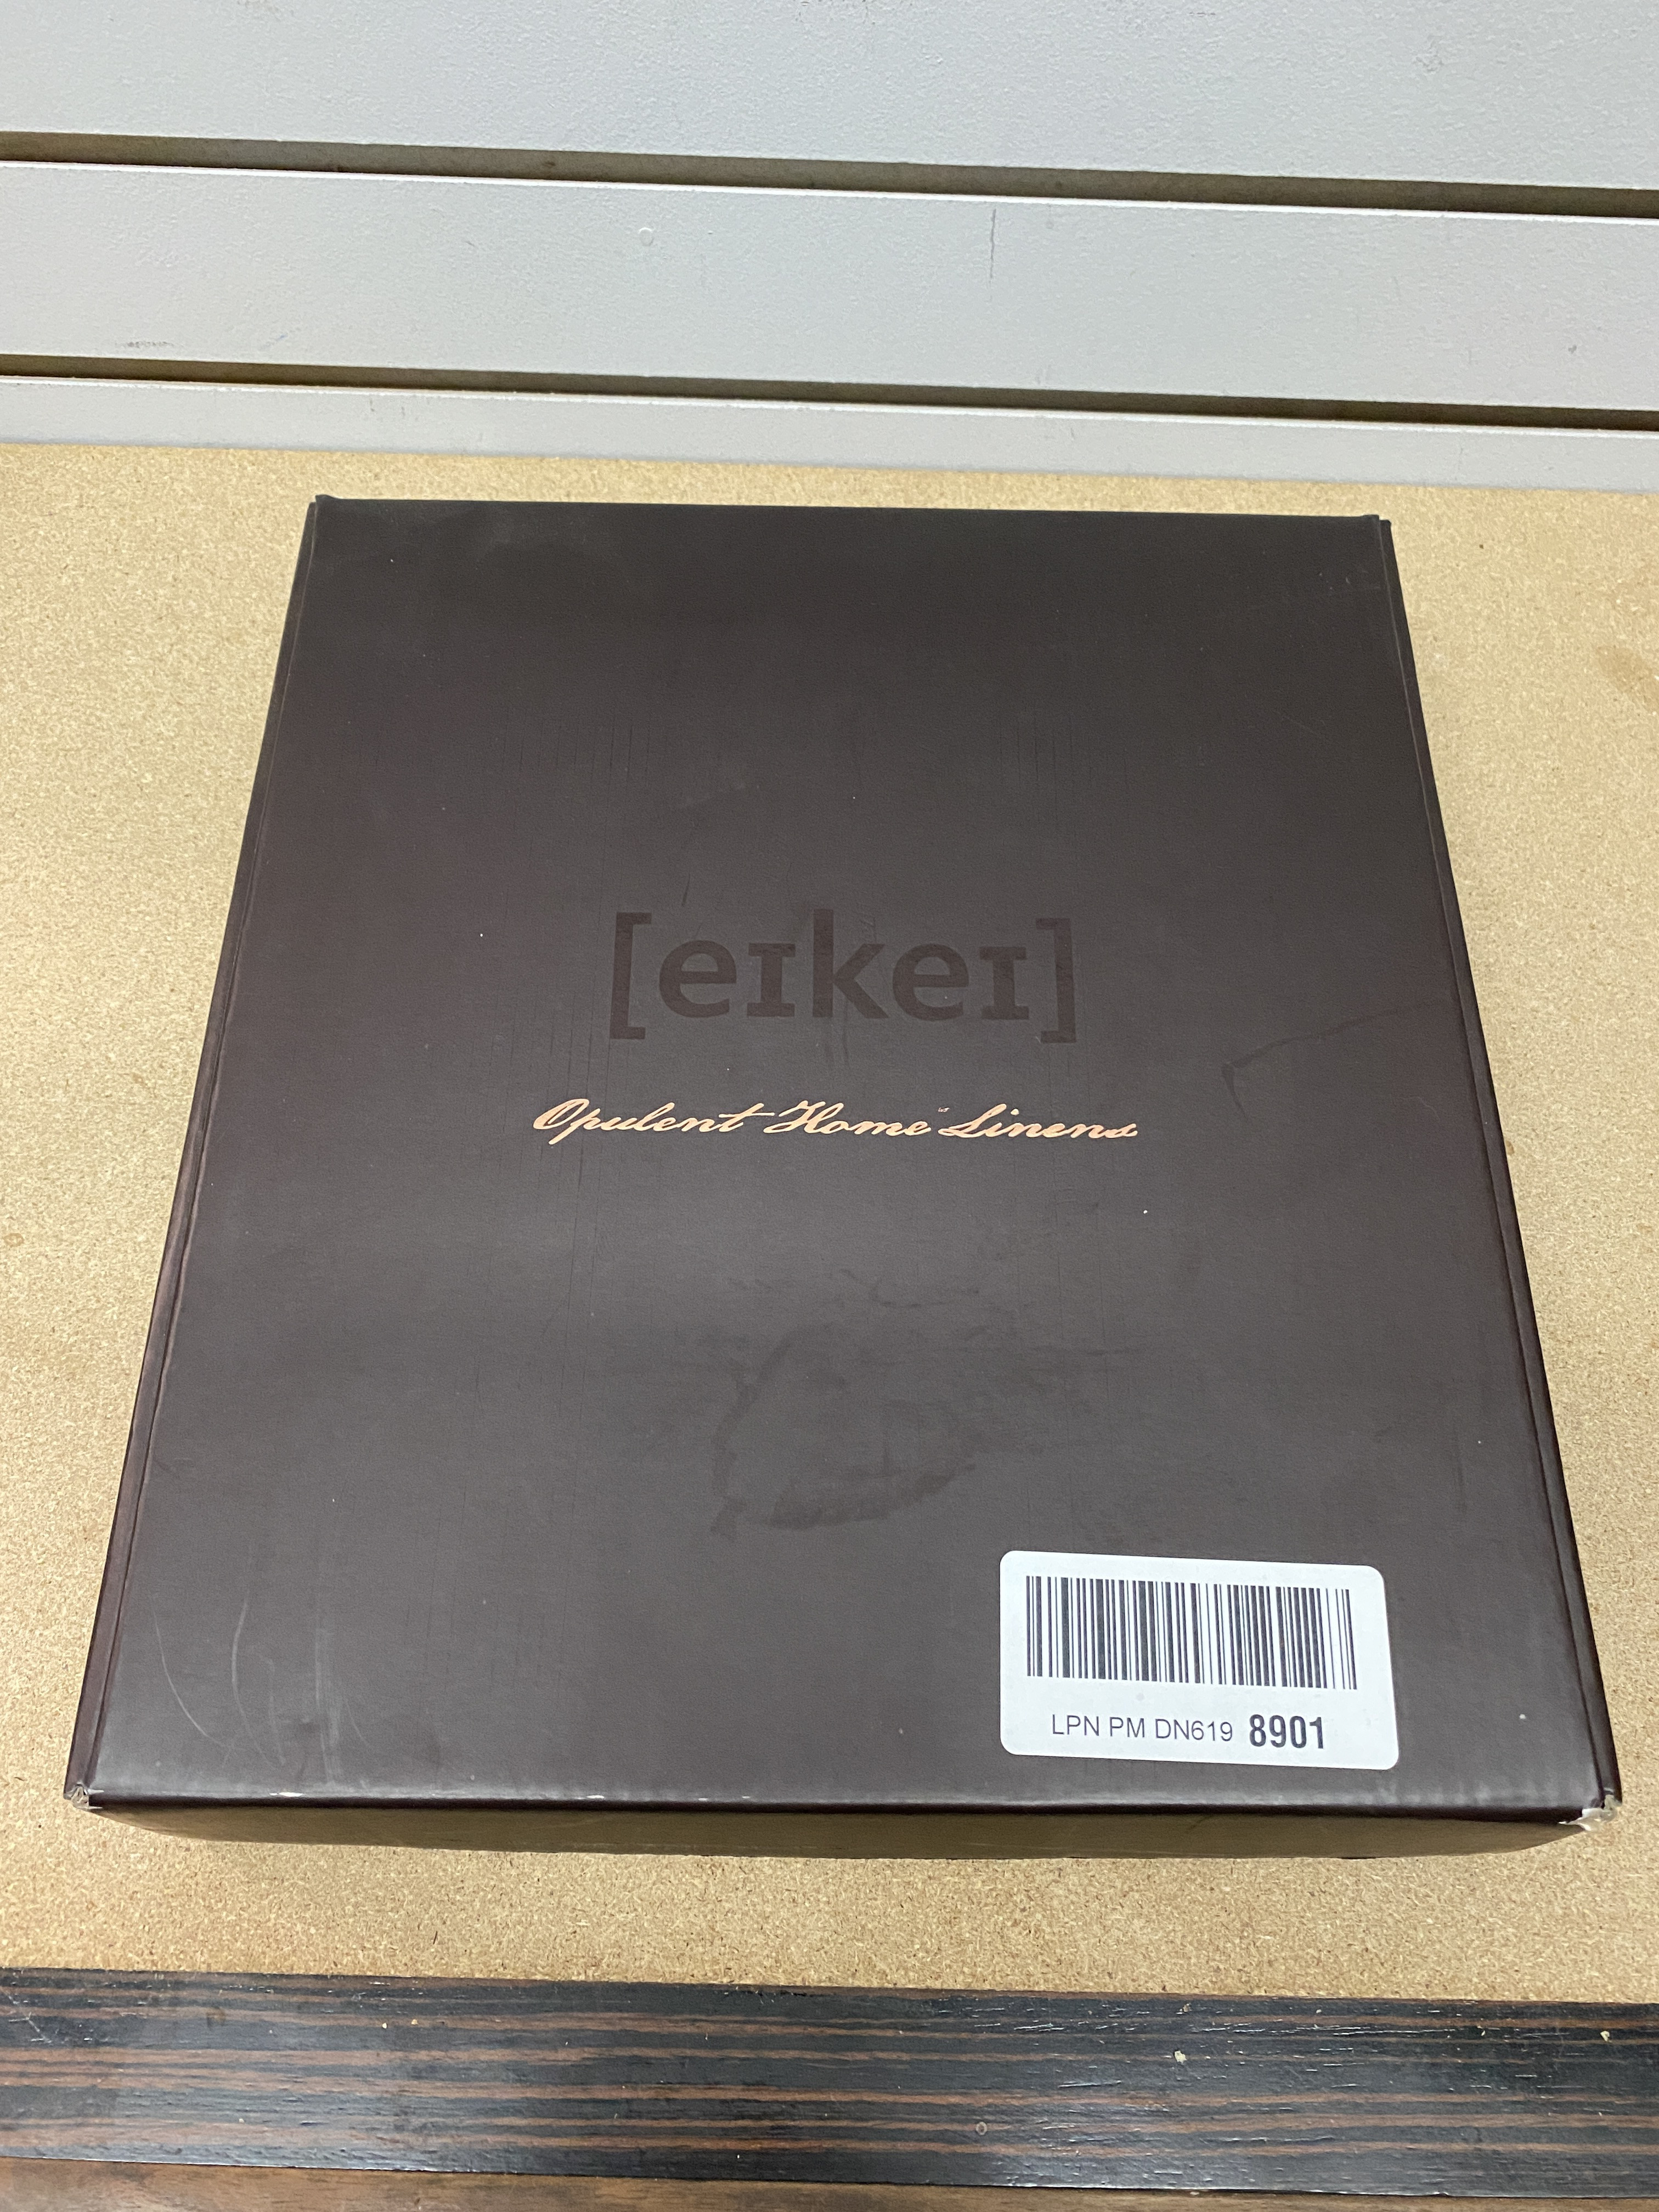 [eɪkeɪ]
Opulent Home Linens
LPN PM DN619 8901